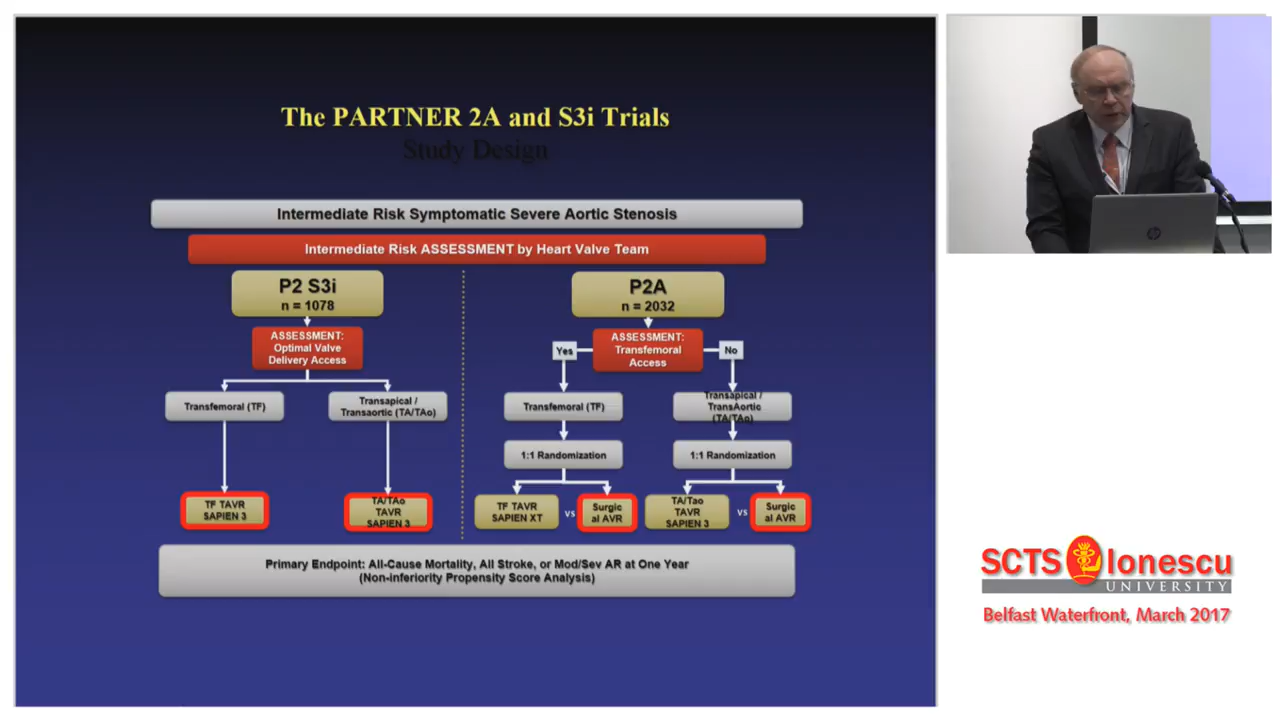 The PARTNER 2A and S3i Trials
Study Design
Intermediate Risk Symptomatic Severe Aortic Stenosis
Intermediate Risk ASSESSMENT by Heart Valve Team
P2 S3i
n = 1078
ASSESSMENT:
Optimal Valve
Delivery Access
Transfemoral (TF)
Transapical /
Transaortic (TA/TAo)
TF TAVR
SAPIEN 3
TA/TAo
TAVR
SAPIEN 3
P2A
n = 2032
ASSESSMENT:
Transfemoral
Access
Yes
No
Transfemoral (TF)
Transapical /
TransAortic
(TA/TAo)
1:1 Randomization
1:1 Randomization
TF TAVR
SAPIEN XT
vs
Surgic
al AVR
TA/Tao
TAVR
SAPIEN 3
vs
Surgic
al AVR
Primary Endpoint: All-Cause Mortality, All Stroke, or Mod/Sev AR at One Year
(Non-inferiority Propensity Score Analysis)
hp
SCTS Ionescu
UNIVERSITY
Belfast Waterfront, March 2017